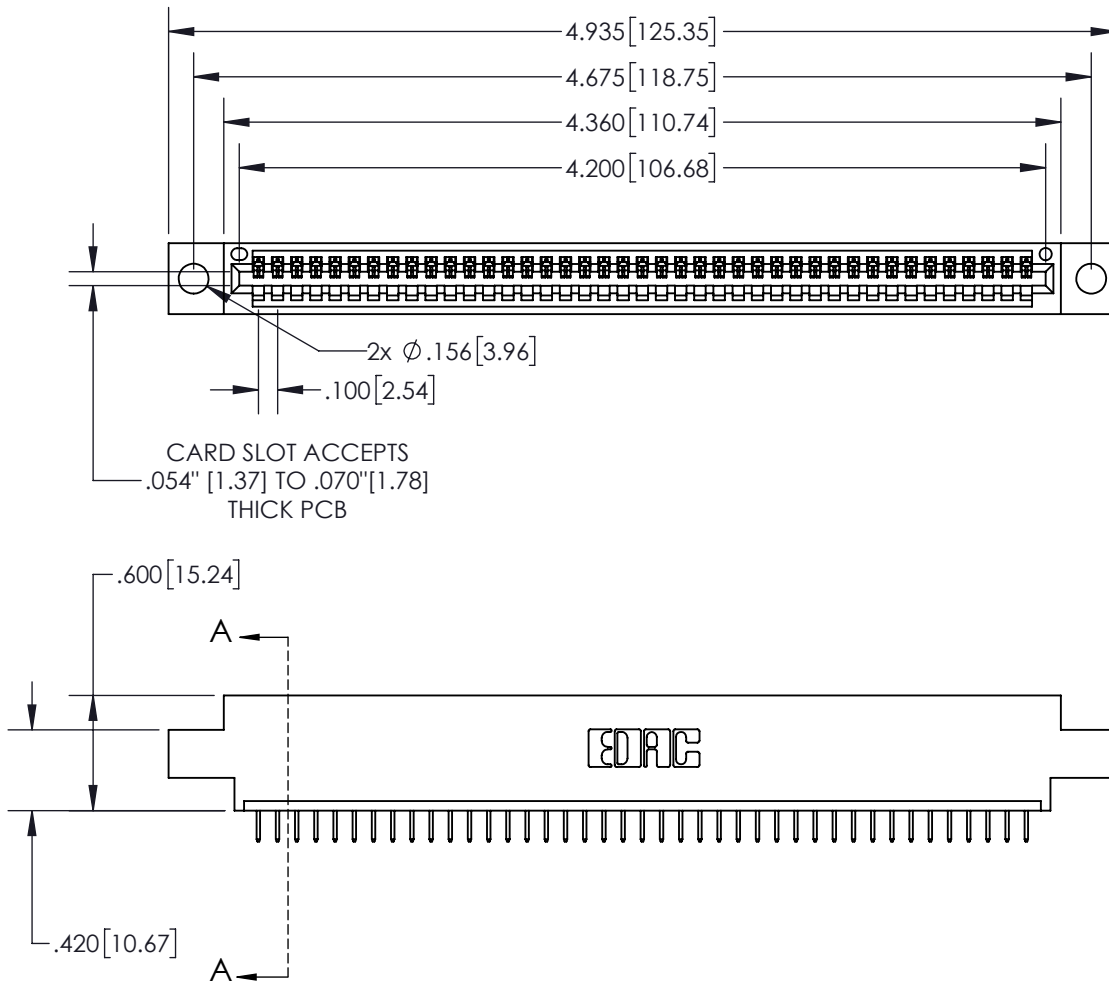 4.935[125.35]
4.675[118.75]
4.360[110.74]
4.200[106.68]
2x Ø.156[3.96]
.100[2.54]
CARD SLOT ACCEPTS
.054" [1.37] TO .070"[1.78]
THICK PCB
.600[15.24]
A
EDAC
.420[10.67]
A